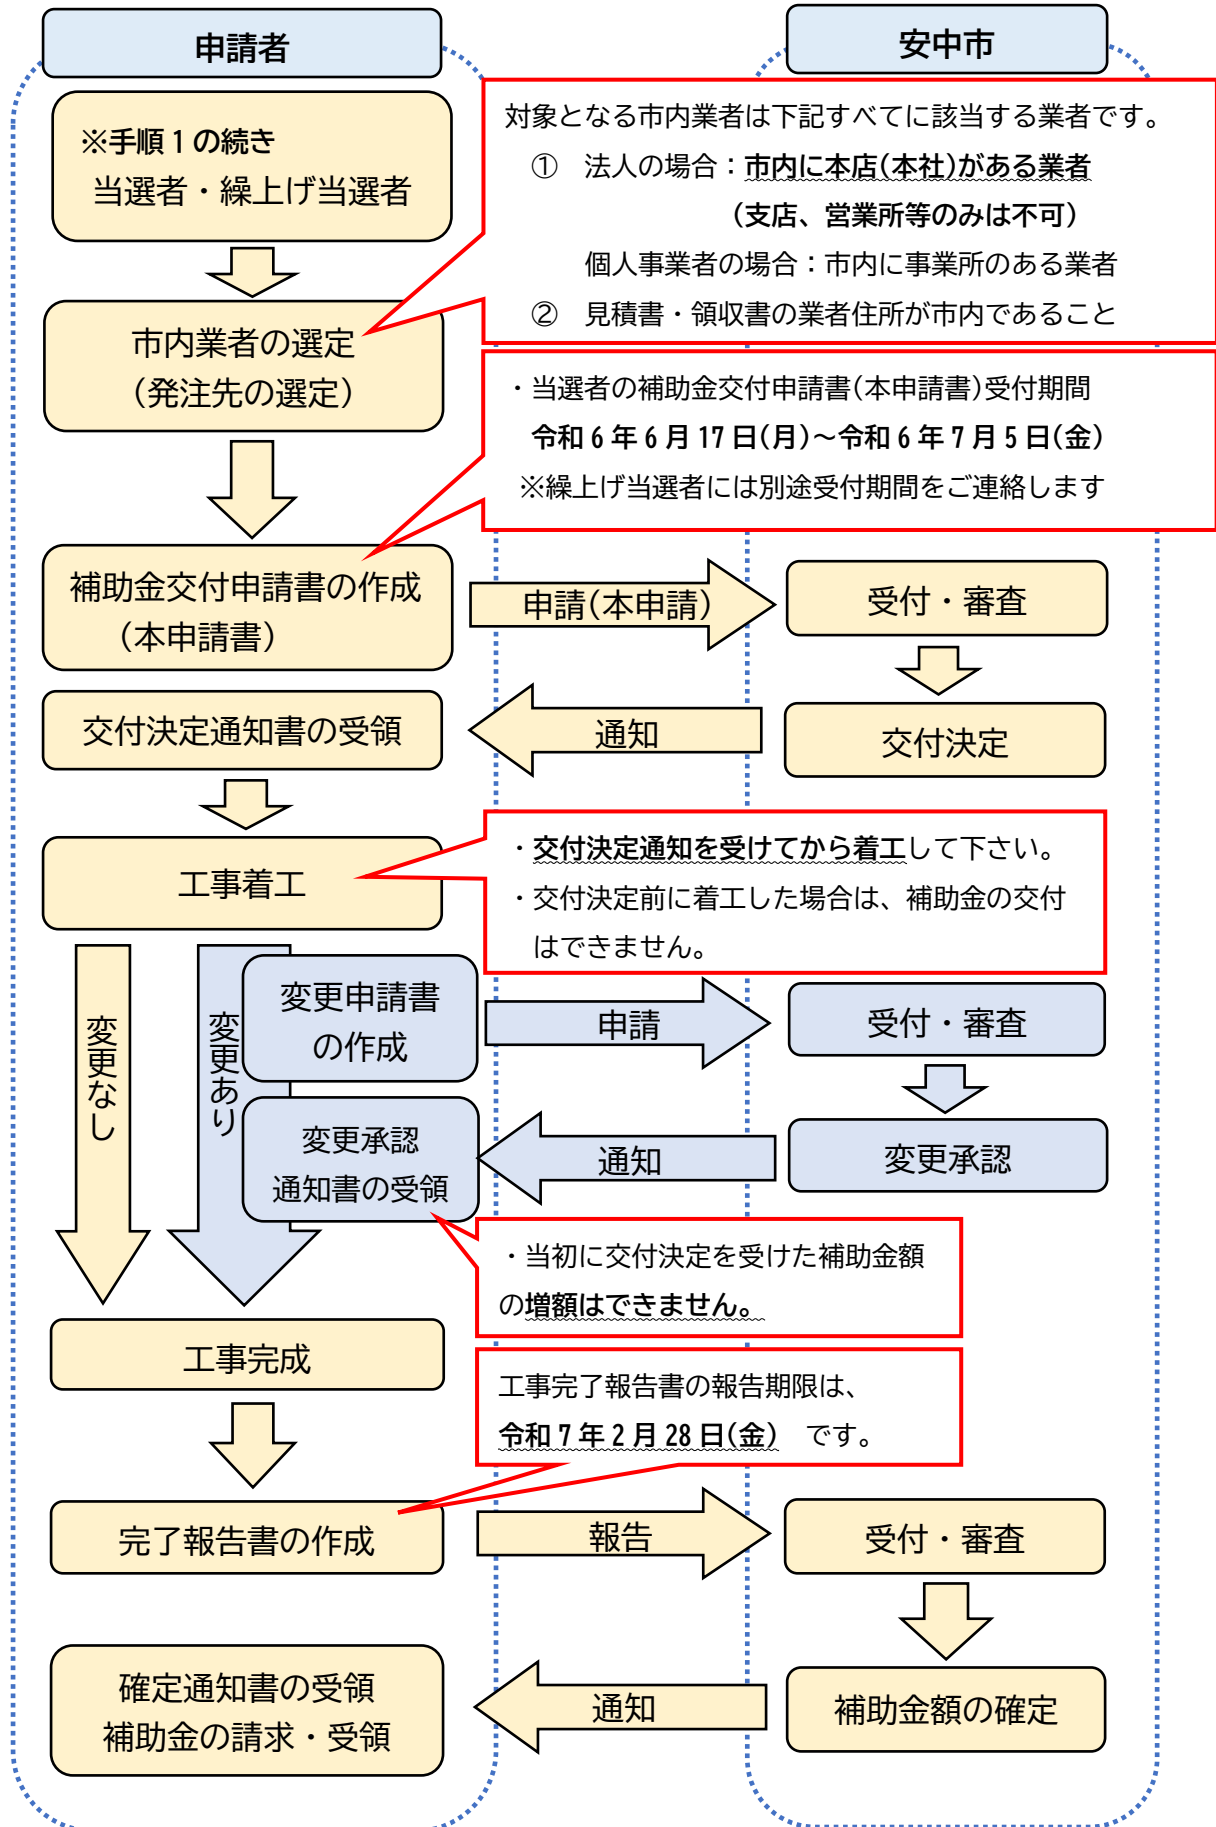 申請者
安中市
※手順1の続き
当選者・繰上げ当選者
対象となる市内業者は下記すべてに該当する業者です。
① 法人の場合：市内に本店(本社)がある業者
(支店、営業所等のみは不可)
個人事業者の場合：市内に事業所のある業者
② 見積書・領収書の業者住所が市内であること
市内業者の選定
(発注先の選定)
・当選者の補助金交付申請書(本申請書)受付期間
令和6年6月17日(月)～令和6年7月5日(金)
※繰上げ当選者には別途受付期間をご連絡します
補助金交付申請書の作成
(本申請書)
申請(本申請)
受付・審査
交付決定通知書の受領
通知
交付決定
工事着工
・交付決定通知を受けてから着工して下さい。
・交付決定前に着工した場合は、補助金の交付
はできません。
変更なし
変更あり
変更申請書
の作成
申請
受付・審査
変更承認
通知書の受領
通知
変更承認
・当初に交付決定を受けた補助金額
の増額はできません。
工事完成
工事完了報告書の報告期限は、
令和7年2月28日(金) です。
完了報告書の作成
報告
受付・審査
確定通知書の受領
補助金の請求・受領
通知
補助金額の確定